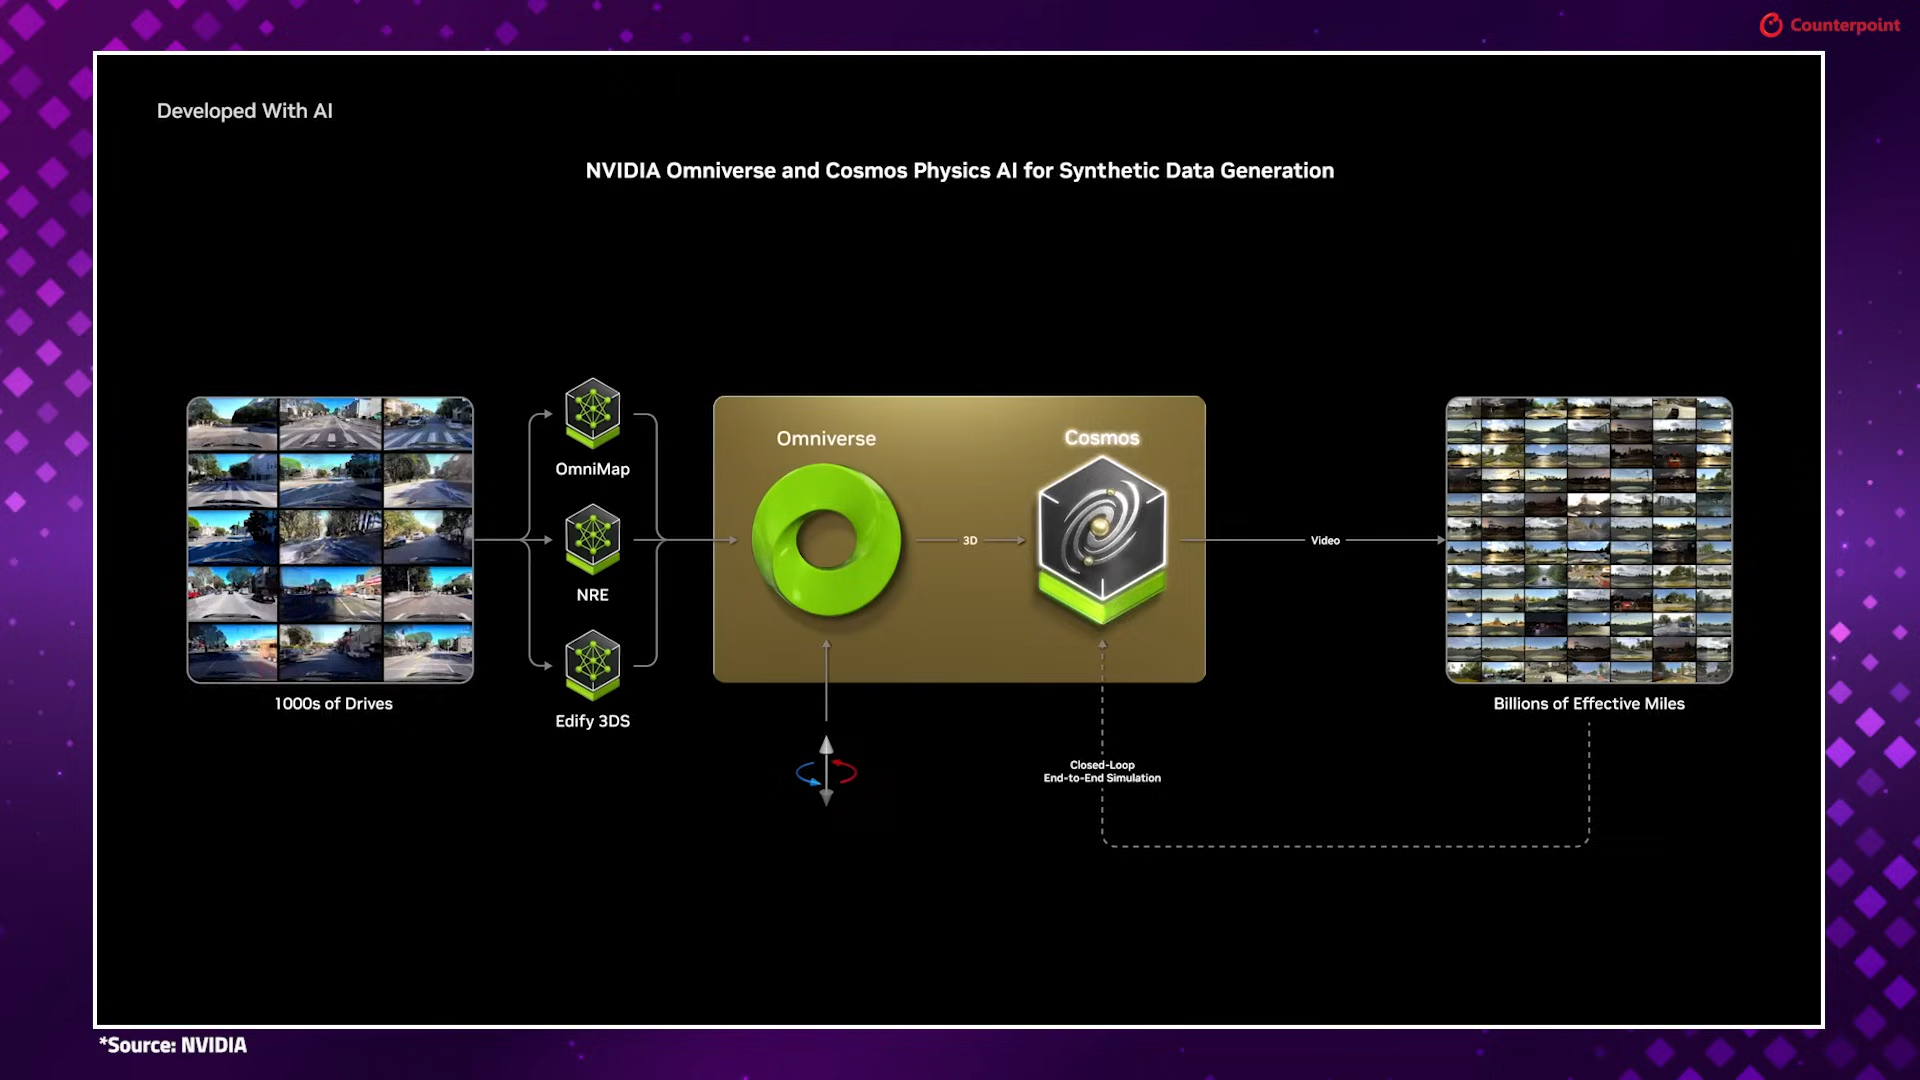 Counterpoint
Developed With AI
NVIDIA Omniverse and Cosmos Physics AI for Synthetic Data Generation
1000s of Drives
OmniMap
NRE
Edify 3DS
Omniverse
3D
Cosmos
Video
Billions of Effective Miles
Closed-Loop
End-to-End Simulation
*Source: NVIDIA